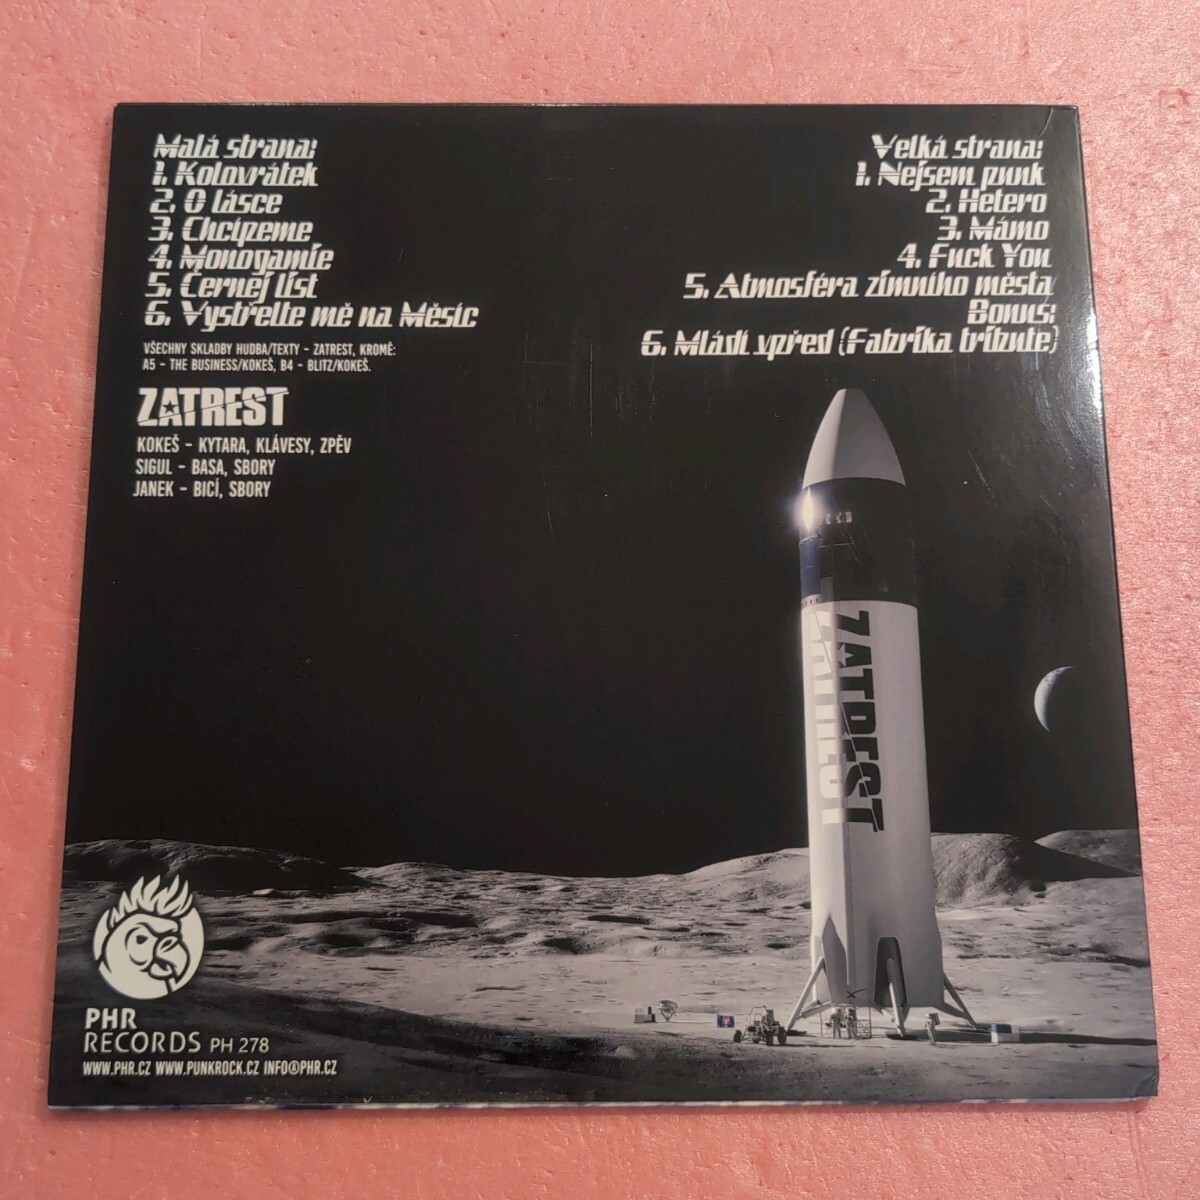 Malá strana:
1. Kolovrátek
2. O lásce
3. Chcípeme
4. Monogamie
5. Černej list
6. Vystřelte mě na Měsíc
VŠECHNY SKLADBY HUDBA/TEXTY - ZATREST, KROMĚ:
A5 - THE BUSINESS/KOKEŠ, B4 - BLITZ/KOKEŠ.
ZATREST
KOKEŠ - KYTARA, KLÁVESY, ZPĚV
SIGUL - BASA, SBORY
JANEK - BICÍ, SBORY
Velká strana:
1. Nejsem punk
2. Hetero
3. Mámo
4. Fuck You
5. Atmosféra zimního města
Bonus:
6. Mládí vpřed (Fabrika tribute)
ZATREST
PHR
RECORDS PH 278
WWW.PHR.CZ WWW.PUNKROCK.CZ INFO@PHR.CZ